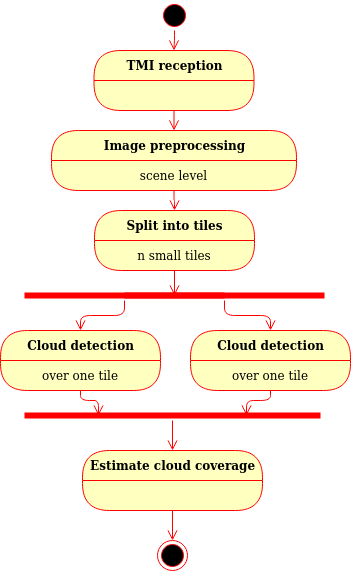 TMI reception
Image preprocessing
scene level
Split into tiles
n small tiles
Cloud detection
over one tile
Cloud detection
over one tile
Estimate cloud coverage